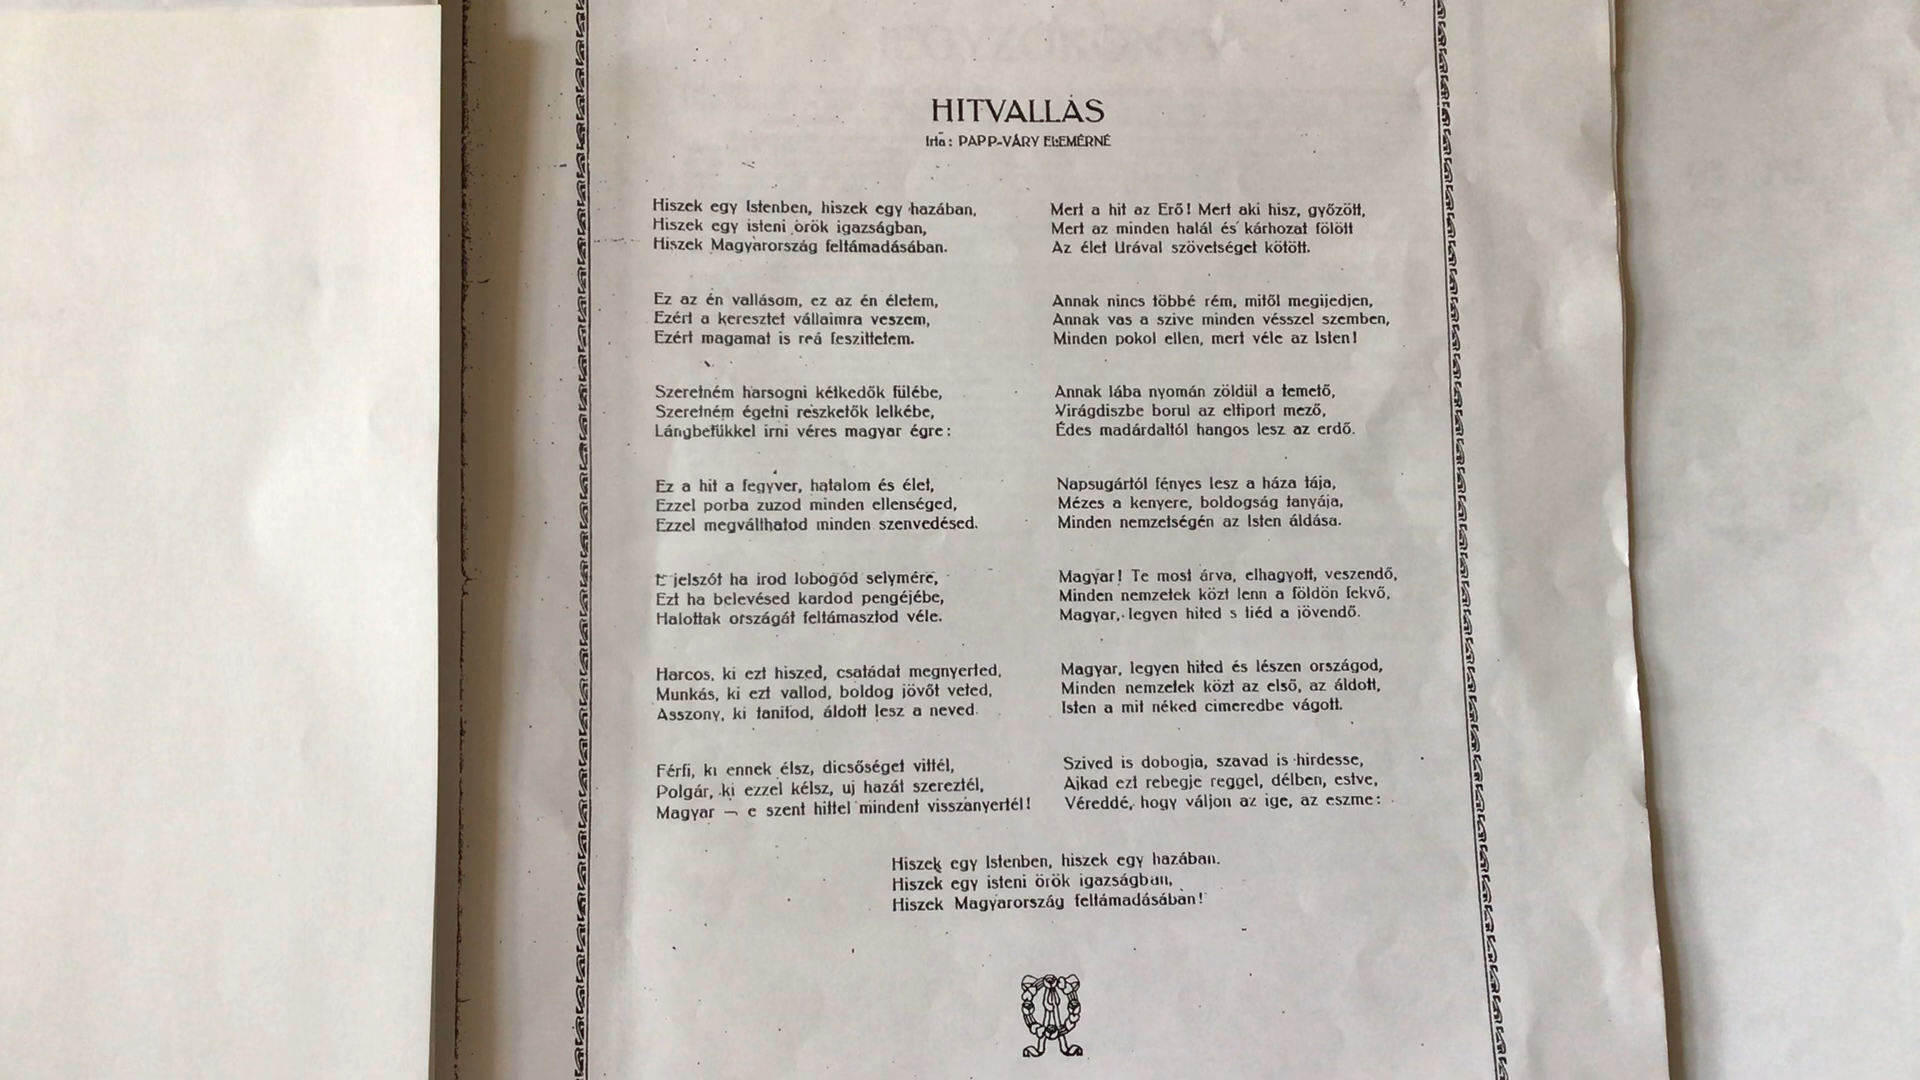 HITVALLÁS
Irta: PAPP-VÁRY ELEMÉRNÉ
Hiszek egy Istenben, hiszek egy hazában,
Hiszek egy isteni örök igazságban,
Hiszek Magyarország feltámadásában.
Ez az én vallásom, ez az én életem,
Ezért a keresztet vállaimra veszem,
Ezért magamat is reá feszittetem.
Szeretném harsogni kétkedők fülébe,
Szeretném égetni reszketők lelkébe,
Lángbetükkel irni véres magyar égre:
Ez a hit a fegyver, hatalom és élet,
Ezzel porba zuzod minden ellenséged,
Ezzel megválthatod minden szenvedésed.
E jelszót ha irod lobogód selymére,
Ezt ha belevésed kardod pengéjébe,
Halottak országát feltámasztod véle.
Harcos, ki ezt hiszed, csatádat megnyerted,
Munkás, ki ezt vallod, boldog jövőt veted,
Asszony, ki tanitod, áldott lesz a neved.
Férfi, ki ennek élsz, dicsőséget vittél,
Polgár, ki ezzel kélsz, uj hazát szereztél,
Magyar — e szent hittel mindent visszanyertél!
Mert a hit az Erő! Mert aki hisz, győzött,
Mert az minden halál és kárhozat fölött
Az élet Urával szövetséget kötött.
Annak nincs többé rém, mitől megijedjen,
Annak vas a szive minden vésszel szemben,
Minden pokol ellen, mert véle az Isten!
Annak lába nyomán zöldül a temető,
Virágdiszbe borul az eltiport mező,
Édes madárdaltól hangos lesz az erdő.
Napsugártól fényes lesz a háza tája,
Mézes a kenyere, boldogság tanyája,
Minden nemzetségén az Isten áldása.
Magyar! Te most árva, elhagyott, veszendő,
Minden nemzetek közt lenn a földön fekvő,
Magyar, legyen hited s tiéd a jövendő.
Magyar, legyen hited és lészen országod,
Minden nemzetek közt az első, az áldott,
Isten a mit néked cimeredbe vágott.
Szived is dobogja, szavad is hirdesse,
Ajkad ezt rebegje reggel, délben, estve,
Véreddé, hogy váljon az ige, az eszme:
Hiszek egy Istenben, hiszek egy hazában.
Hiszek egy isteni örök igazságban,
Hiszek Magyarország feltámadásában!